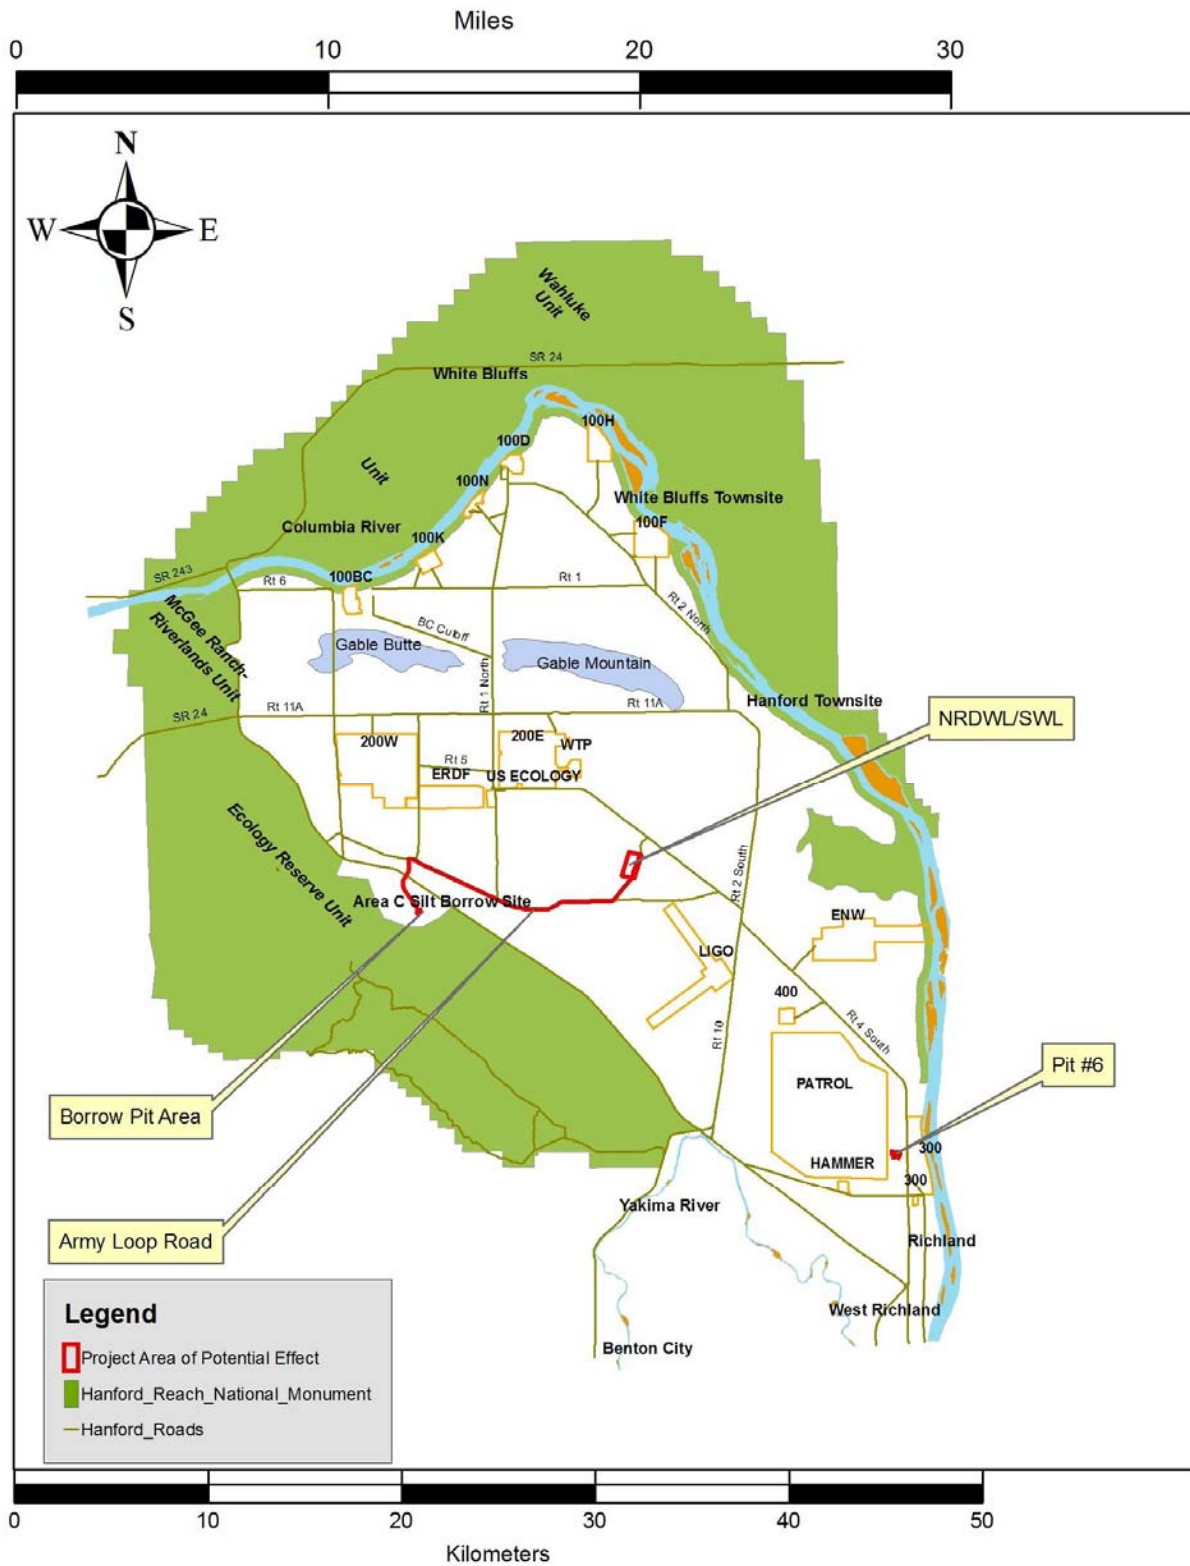 Miles
0 10 20 30
N
W E
S
Wahluke
Unit
SR 24
White Bluffs
100H
100D
Unit
100N
White Bluffs Townsite
Columbia River
100F
100K
SR 243
100BC
Rt 6
Rt 1
McGee Ranch-
Riverlands Unit
Rt 2 North
BC Cutoff
Gable Butte
Gable Mountain
Rt 1 North
Hanford Townsite
Rt 11A
Rt 11A
SR 24
NRDWL/SWL
200W
200E
WTP
Rt 5
ERDF
US ECOLOGY
Ecology Reserve Unit
Rt 2 South
Area C Silt Borrow Site
ENW
LIGO
400
Rt 10
Rt 4 South
Pit #6
PATROL
Borrow Pit Area
300
HAMMER
300
Yakima River
Army Loop Road
Richland
West Richland
Benton City
Legend
Project Area of Potential Effect
Hanford_Reach_National_Monument
Hanford_Roads
0 10 20 30 40 50
Kilometers